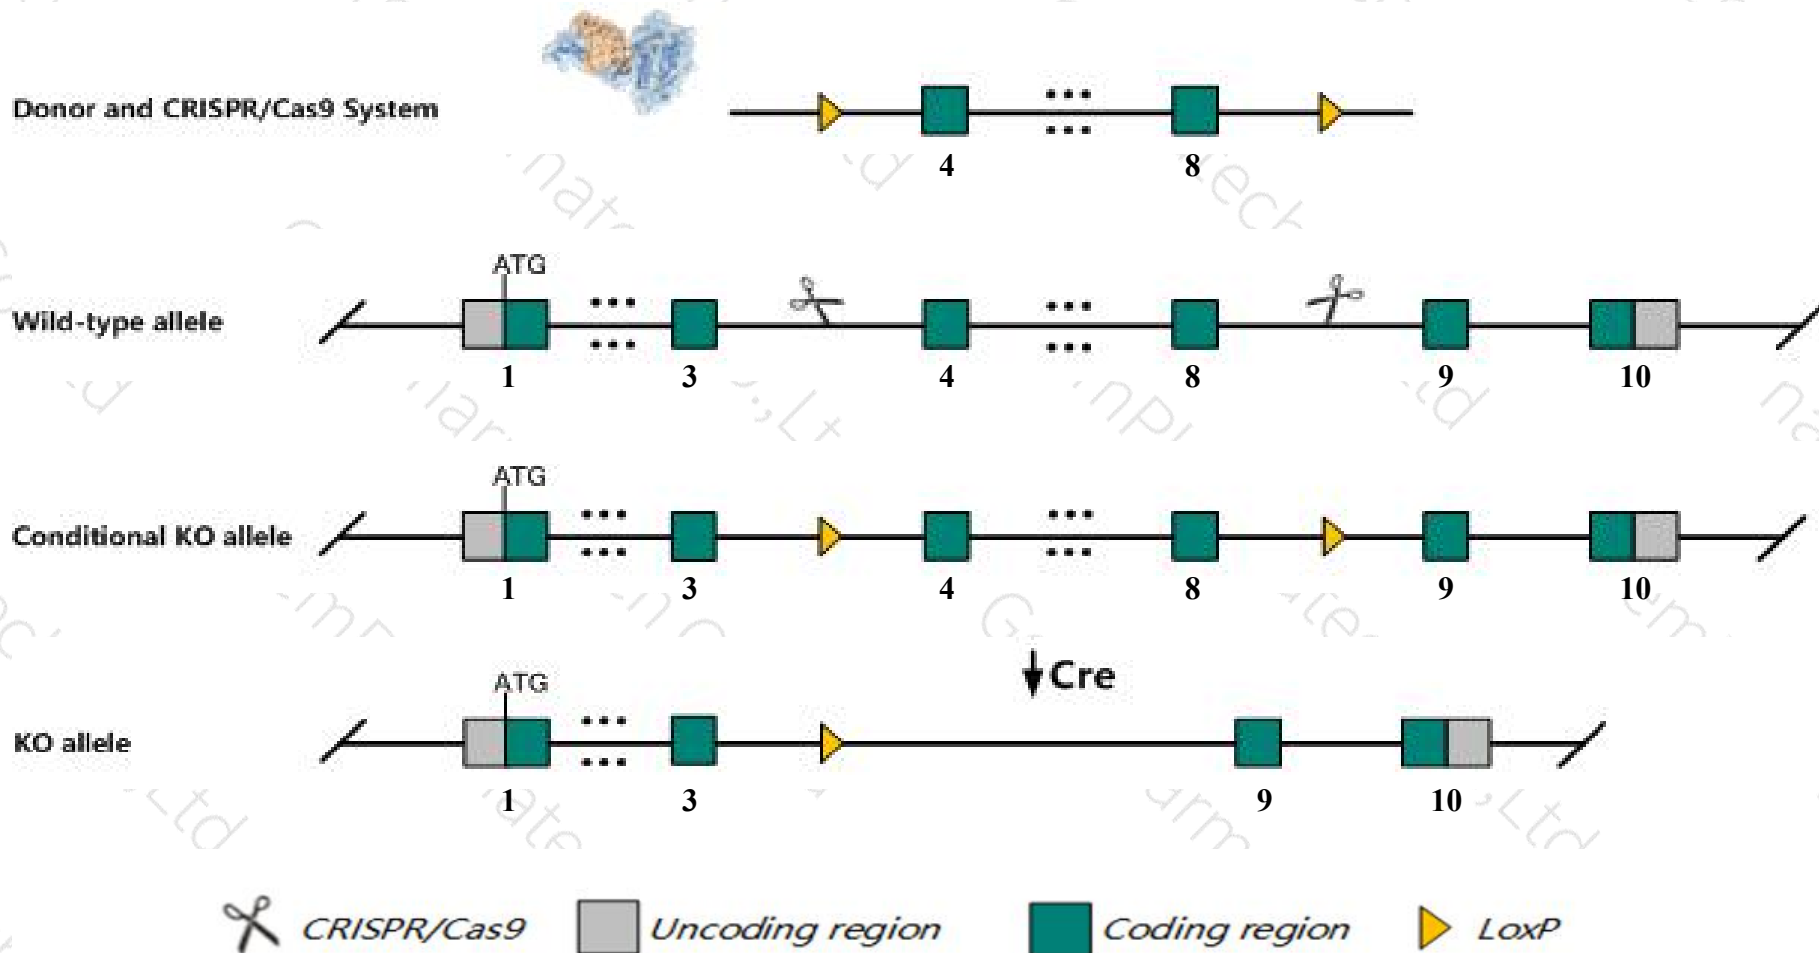 Donor and CRISPR/Cas9 System
4 8
ATG
Wild-type allele
1 3 4 8 9 10
ATG
Conditional KO allele
1 3 4 8 9 10
Cre
ATG
KO allele
1 3 9 10
CRISPR/Cas9 Uncoding region Coding region LoxP